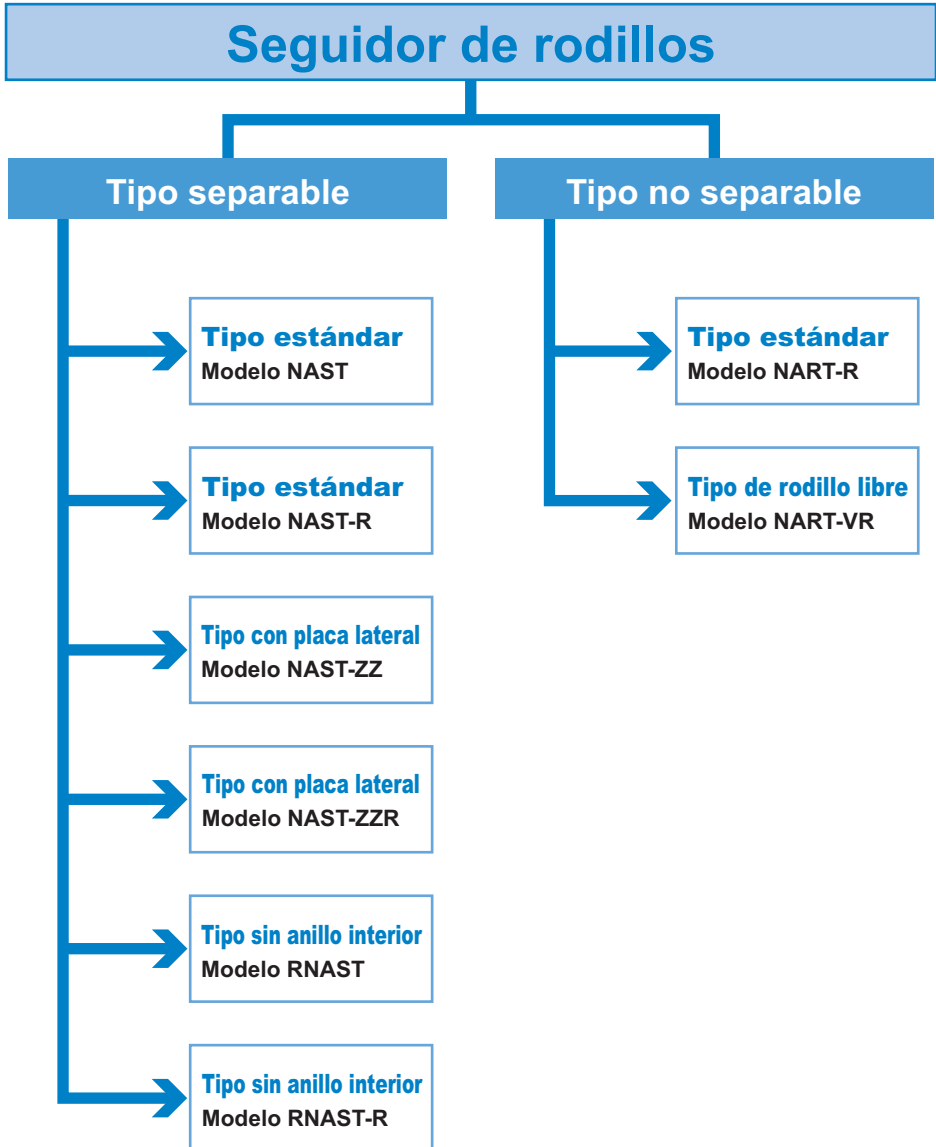 Seguidor de rodillos
Tipo separable
Tipo estándar
Modelo NAST
Tipo estándar
Modelo NAST-R
Tipo con placa lateral
Modelo NAST-ZZ
Tipo con placa lateral
Modelo NAST-ZZR
Tipo sin anillo interior
Modelo RNAST
Tipo sin anillo interior
Modelo RNAST-R
Tipo no separable
Tipo estándar
Modelo NART-R
Tipo de rodillo libre
Modelo NART-VR